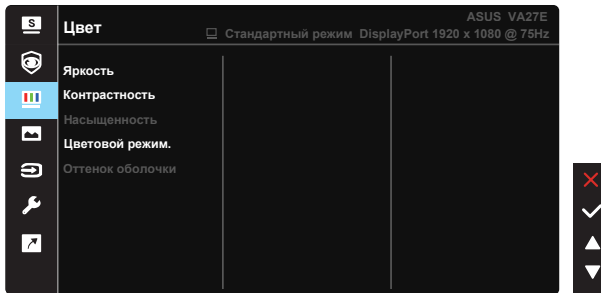 S
Цвет
ASUS VA27E
Стандартный режим DisplayPort 1920 x 1080 @ 75Hz
Яркость
Контрастность
Насыщенность
Цветовой режим.
Оттенок оболочки